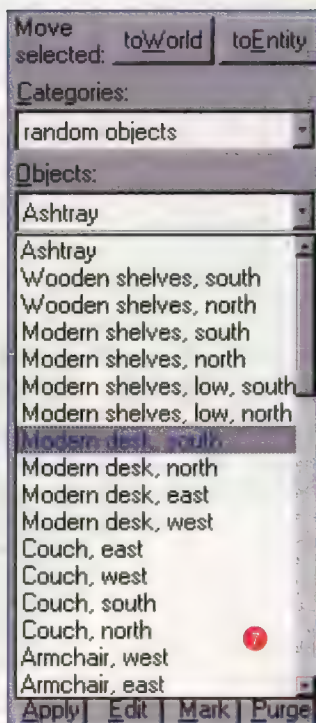 Move
selected: toWorld toEntity
Categories:
random objects
Objects:
Ashtray
Ashtray
Wooden shelves, south
Wooden shelves, north
Modern shelves, south
Modern shelves, north
Modern shelves, low, south
Modern shelves, low, north
Modern desk, south
Modern desk, north
Modern desk, east
Modern desk, west
Couch, east
Couch, west
Couch, south
Couch, north
7
Armchair, west
Armchair, east
Apply Edit Mark Purge